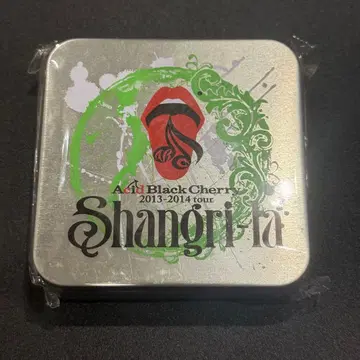 Acid Black Cherry
2013-2014 tour
Shangri-la